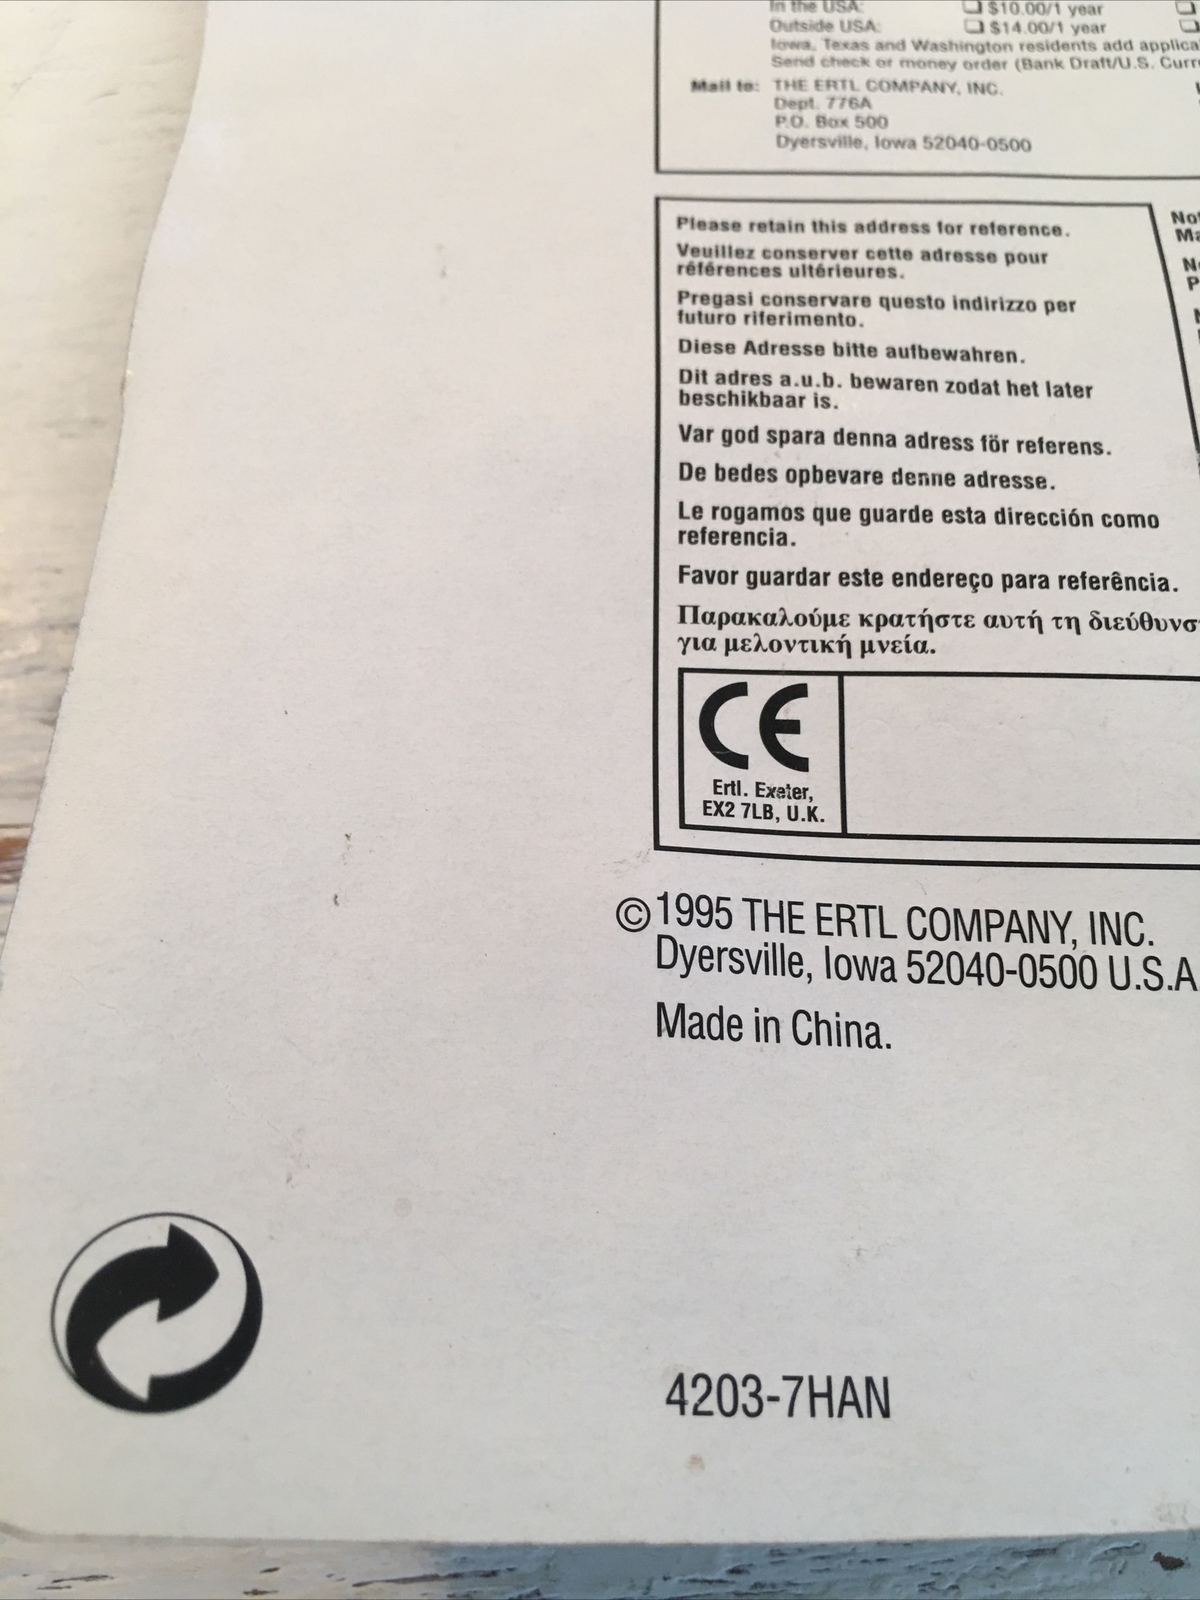 In the USA: ❏ $10.00/1 year ❏
Outside USA: ❏ $14.00/1 year ❏
Iowa, Texas and Washington residents add applica
Send check or money order (Bank Draft/U.S. Curr
Mail to: THE ERTL COMPANY, INC.
Dept. 776A
P.O. Box 500
Dyersville, Iowa 52040-0500
Please retain this address for reference.
Veuillez conserver cette adresse pour
références ultérieures.
Pregasi conservare questo indirizzo per
futuro riferimento.
Diese Adresse bitte aufbewahren.
Dit adres a.u.b. bewaren zodat het later
beschikbaar is.
Var god spara denna adress för referens.
De bedes opbevare denne adresse.
Le rogamos que guarde esta dirección como
referencia.
Favor guardar este endereço para referência.
Παρακαλούμε κρατήστε αυτή τη διεύθυνσ
για μελοντική μνεία.
CE
Ertl. Exeter,
EX2 7LB, U.K.
©1995 THE ERTL COMPANY, INC.
Dyersville, Iowa 52040-0500 U.S.A
Made in China.
4203-7HAN